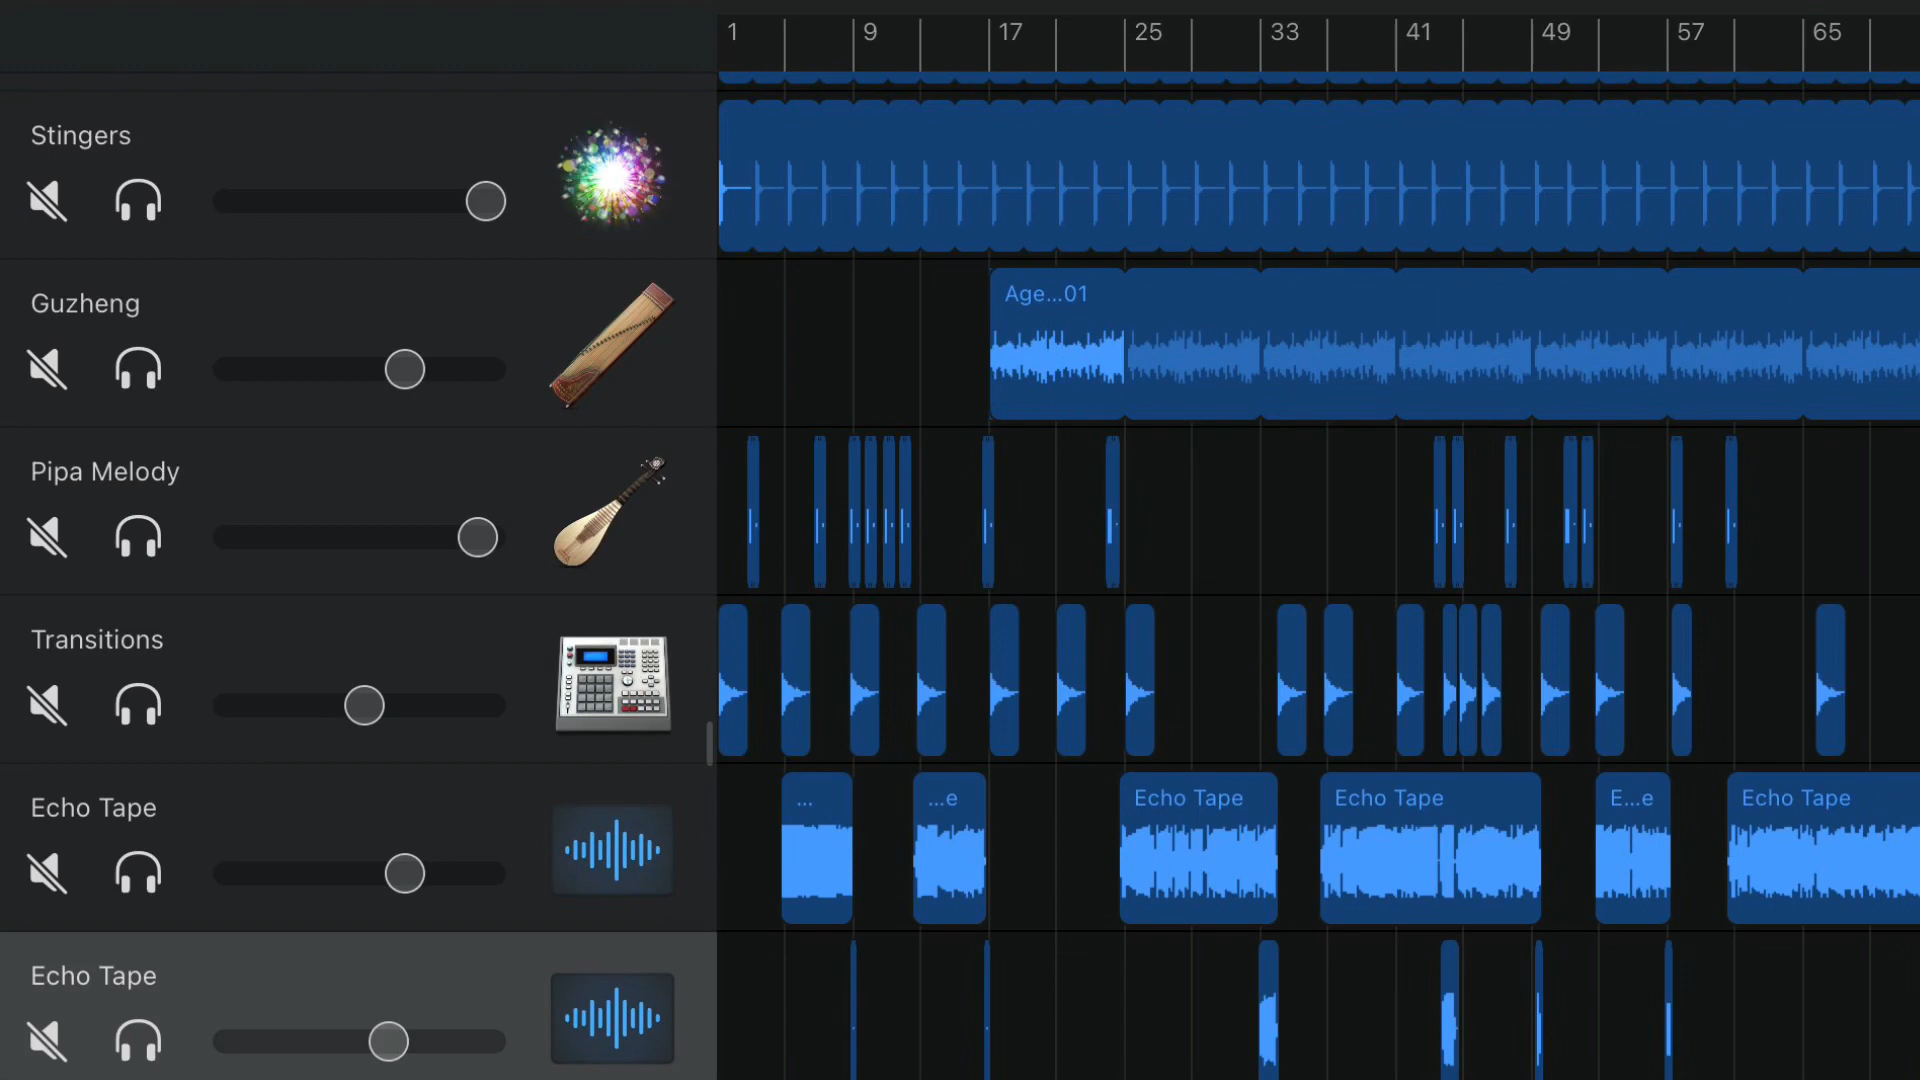 1 9 17 25 33 41 49 57 65
Stingers
Guzheng
Age...01
Pipa Melody
Transitions
Echo Tape
... ...e Echo Tape Echo Tape E...e Echo Tape
Echo Tape